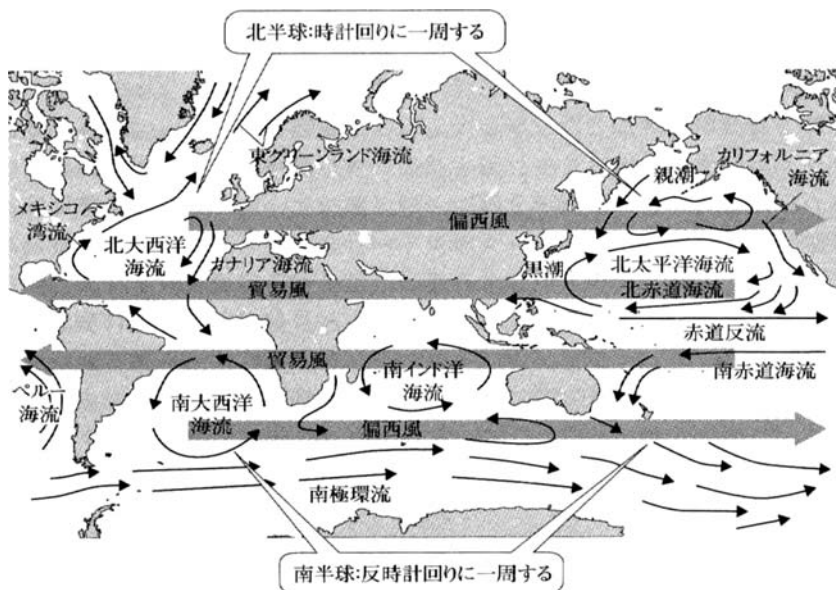 北半球:時計回りに一周する
東グリーンランド海流
カリフォルニア
海流
親潮
メキシコ
湾流
偏西風
北大西洋
海流
カナリア海流
黒潮
北太平洋海流
貿易風
北赤道海流
赤道反流
貿易風
南赤道海流
ペルー
海流
南インド洋
海流
南大西洋
海流
偏西風
南極環流
南半球:反時計回りに一周する